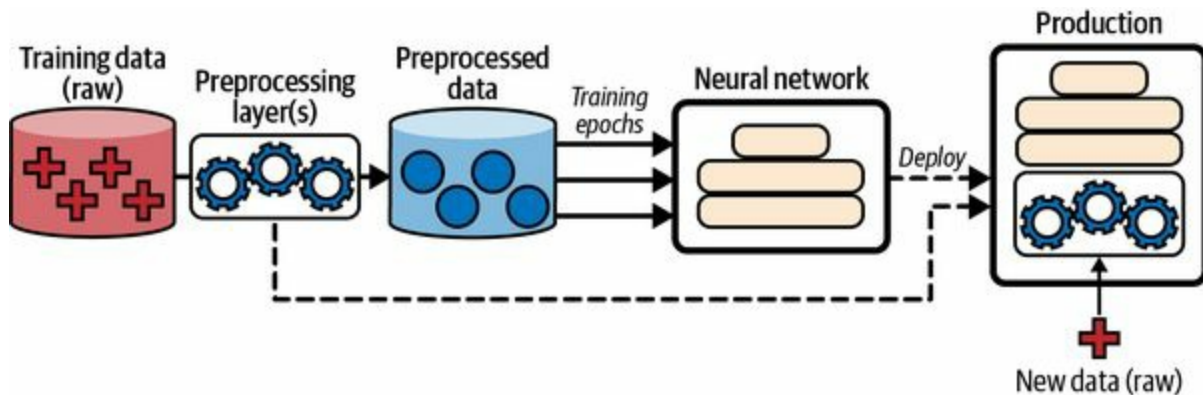 Training data
(raw)
Preprocessing
layer(s)
Preprocessed
data
Training
epochs
Neural network
Deploy
Production
New data (raw)